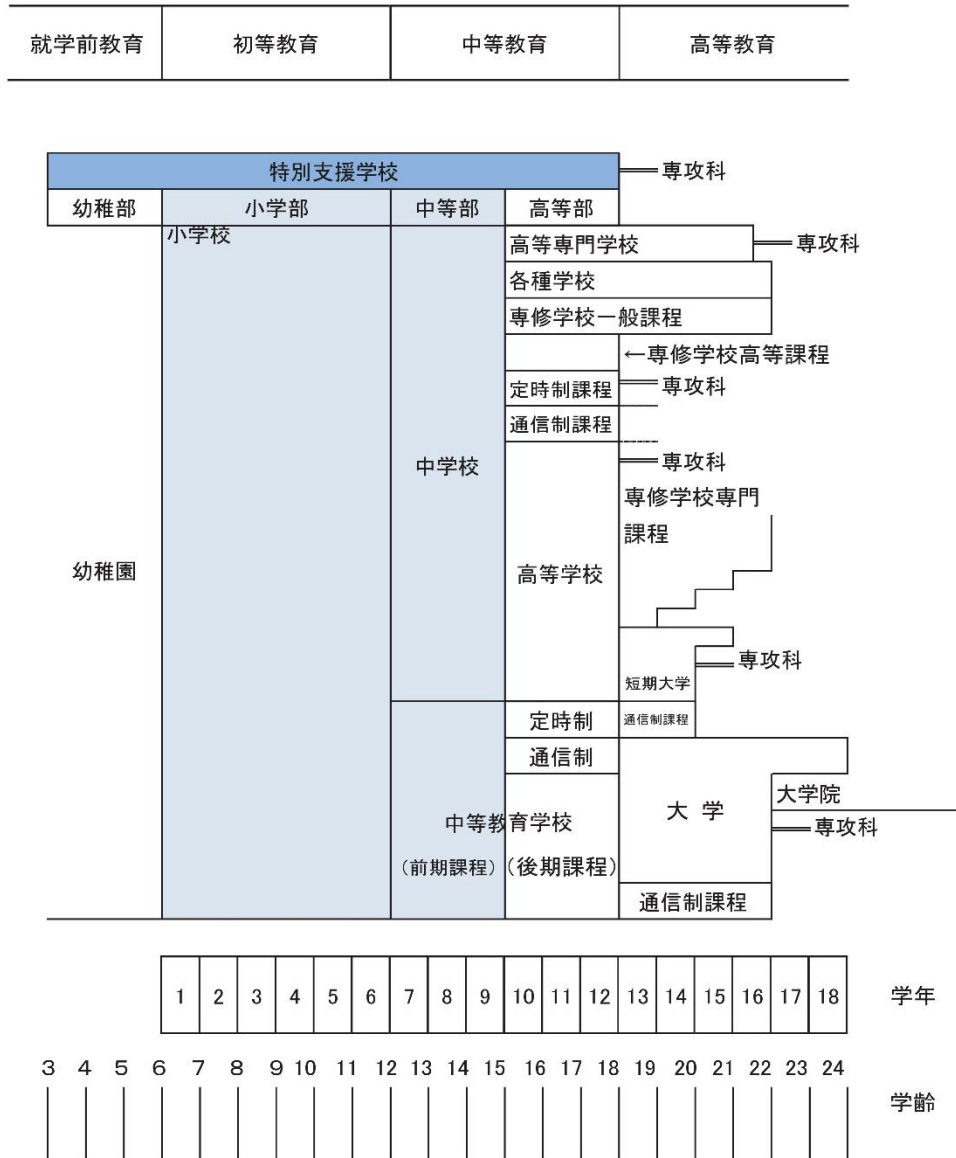 就学前教育 初等教育 中等教育 高等教育
特別支援学校 専攻科
幼稚部 小学部 中等部 高等部
小学校 高等専門学校 専攻科
各種学校
専修学校一般課程
←専修学校高等課程
定時制課程 専攻科
通信制課程
中学校 専攻科
専修学校専門
課程
幼稚園 高等学校
専攻科
短期大学
定時制 通信制課程
通信制
大学院
大 学
中等教育学校 専攻科
(前期課程) (後期課程)
通信制課程
1 2 3 4 5 6 7 8 9 10 11 12 13 14 15 16 17 18 学年
3 4 5 6 7 8 9 10 11 12 13 14 15 16 17 18 19 20 21 22 23 24
学齢